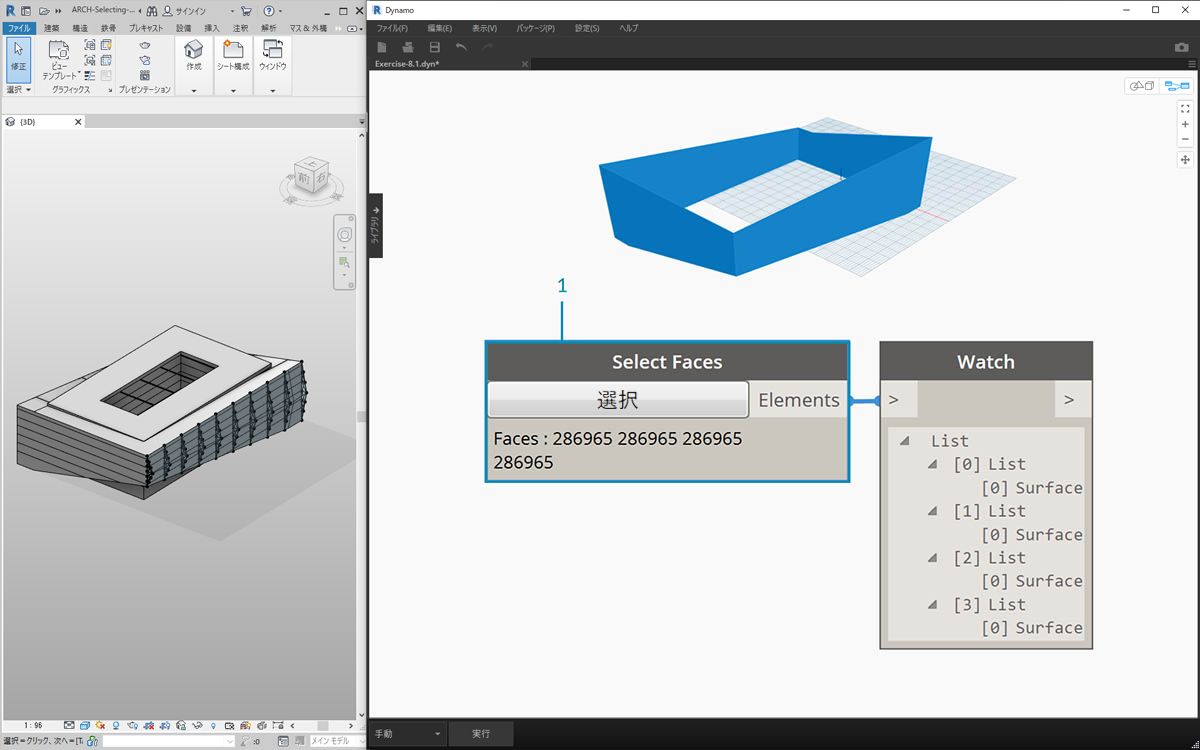 ARCH-Selecting-...
サインイン
ファイル 建築 構造 鉄骨 プレキャスト 設備 挿入 注釈 解析 マス & 外構
修正
ビュー
テンプレート
作成
シート構成
ウィンドウ
選択 グラフィックス プレゼンテーション
{3D}
上
前 右
1 : 96
選択=クリック、次へ=[T
:0
メイン モデル
Dynamo
ファイル(F) 編集(E) 表示(V) パッケージ(P) 設定(S) ヘルプ
Exercise-8.1.dyn*
ライブラリ
1
Select Faces
選択
Elements
Faces : 286965 286965 286965
286965
Watch
> >
List
[0] List
[0] Surface
[1] List
[0] Surface
[2] List
[0] Surface
[3] List
[0] Surface
手動
実行